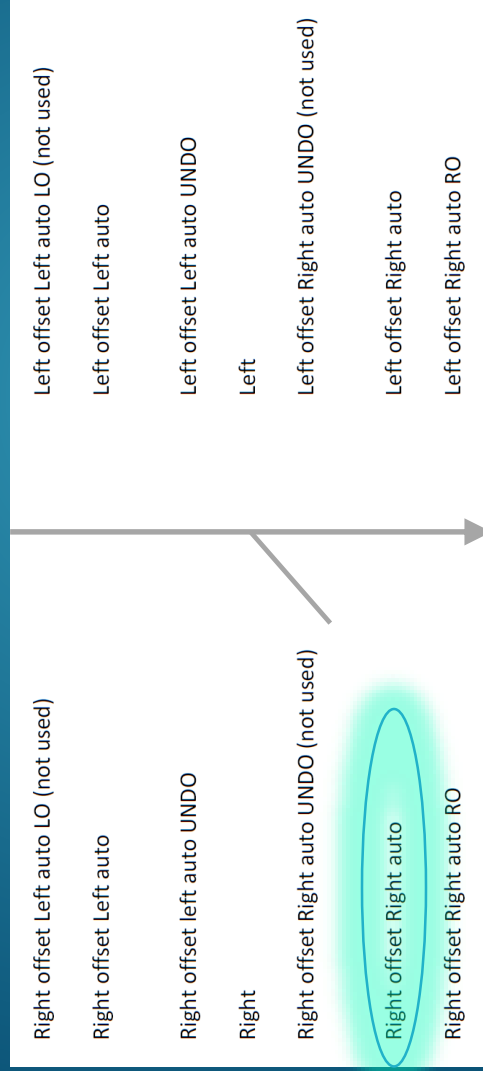 Left offset Left auto LO (not used)
Left offset Left auto
Left offset Left auto UNDO
Left
Left offset Right auto UNDO (not used)
Left offset Right auto
Left offset Right auto RO
Right offset Left auto LO (not used)
Right offset Left auto
Right offset left auto UNDO
Right
Right offset Right auto UNDO (not used)
Right offset Right auto
Right offset Right auto RO